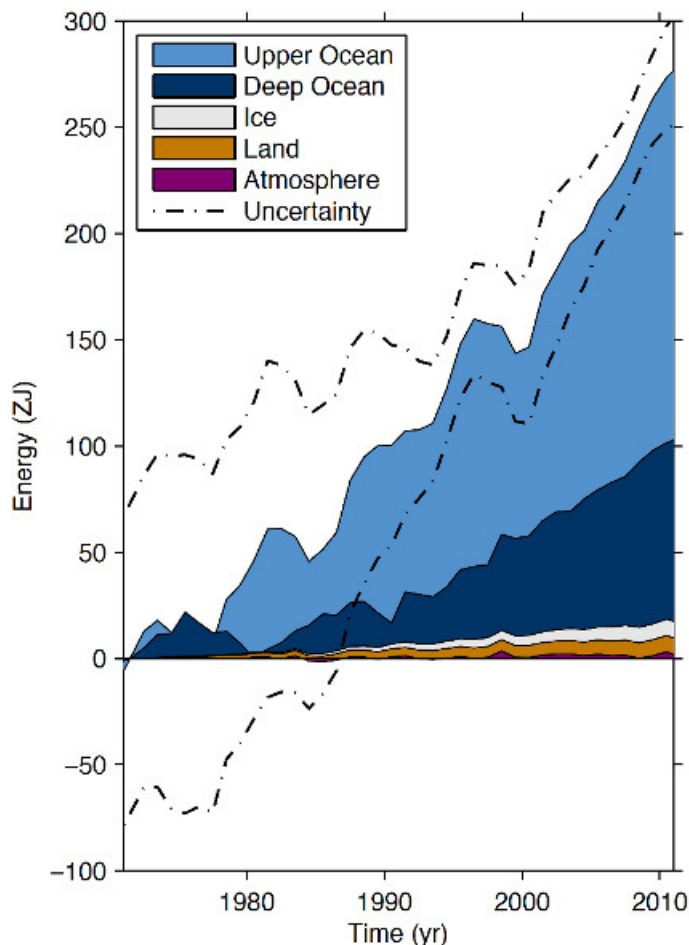 300
250
200
150
100
50
0
−50
−100
Energy (ZJ)
Upper Ocean
Deep Ocean
Ice
Land
Atmosphere
Uncertainty
1980
1990
2000
2010
Time (yr)